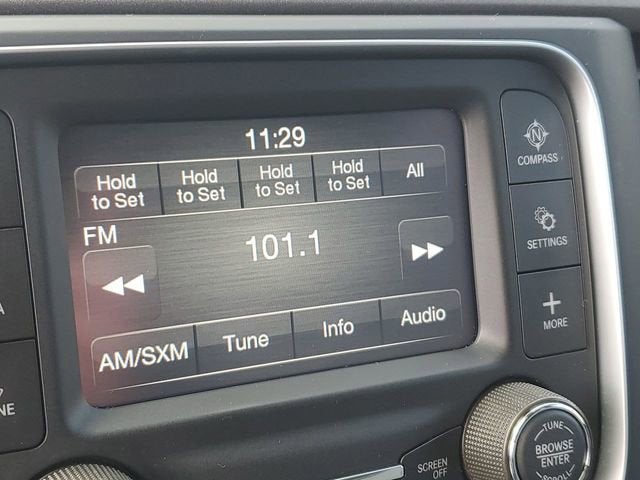 11:29
Hold to Set
Hold to Set
Hold to Set
Hold to Set
All
FM
101.1
AM/SXM
Tune
Info
Audio
N
COMPASS
SETTINGS
+
MORE
TUNE
BROWSE
ENTER
SCROLL
SCREEN
OFF